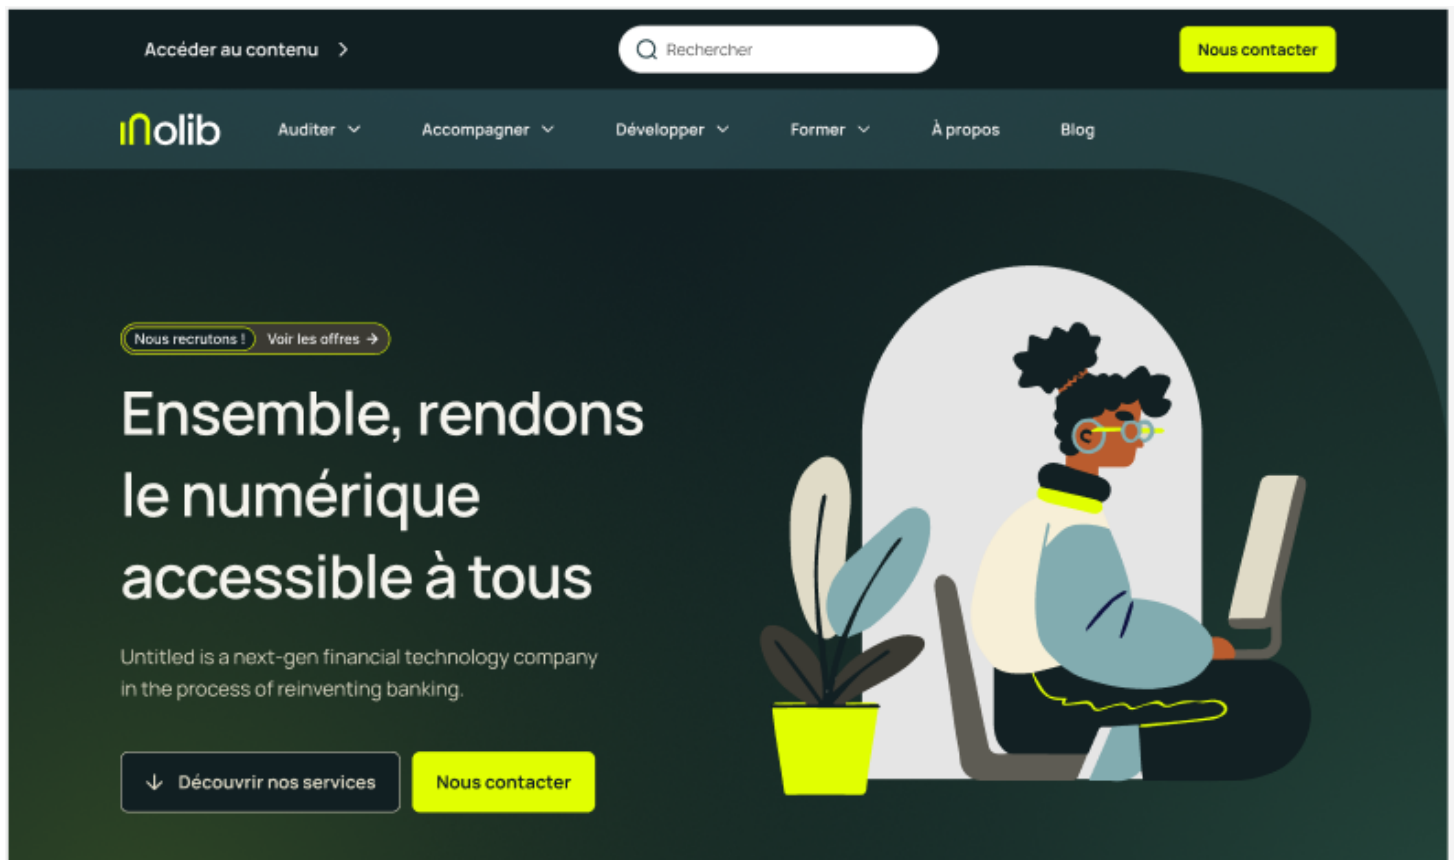 Accéder au contenu
Rechercher
Nous contacter
inolib
Auditer
Accompagner
Développer
Former
À propos
Blog
Nous recrutons ! Voir les offres →
Ensemble, rendons
le numérique
accessible à tous
Untitled is a next-gen financial technology company
in the process of reinventing banking.
↓ Découvrir nos services
Nous contacter